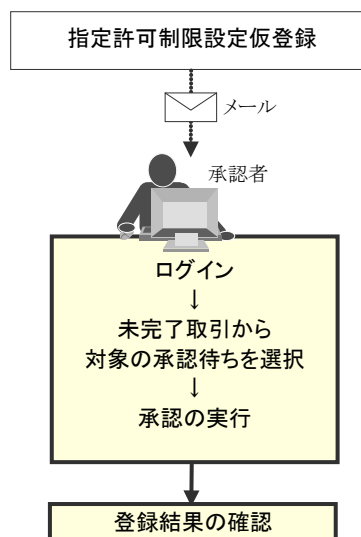 指定許可制限設定仮登録
メール
承認者
ログイン
↓
未完了取引から
対象の承認待ちを選択
↓
承認の実行
登録結果の確認